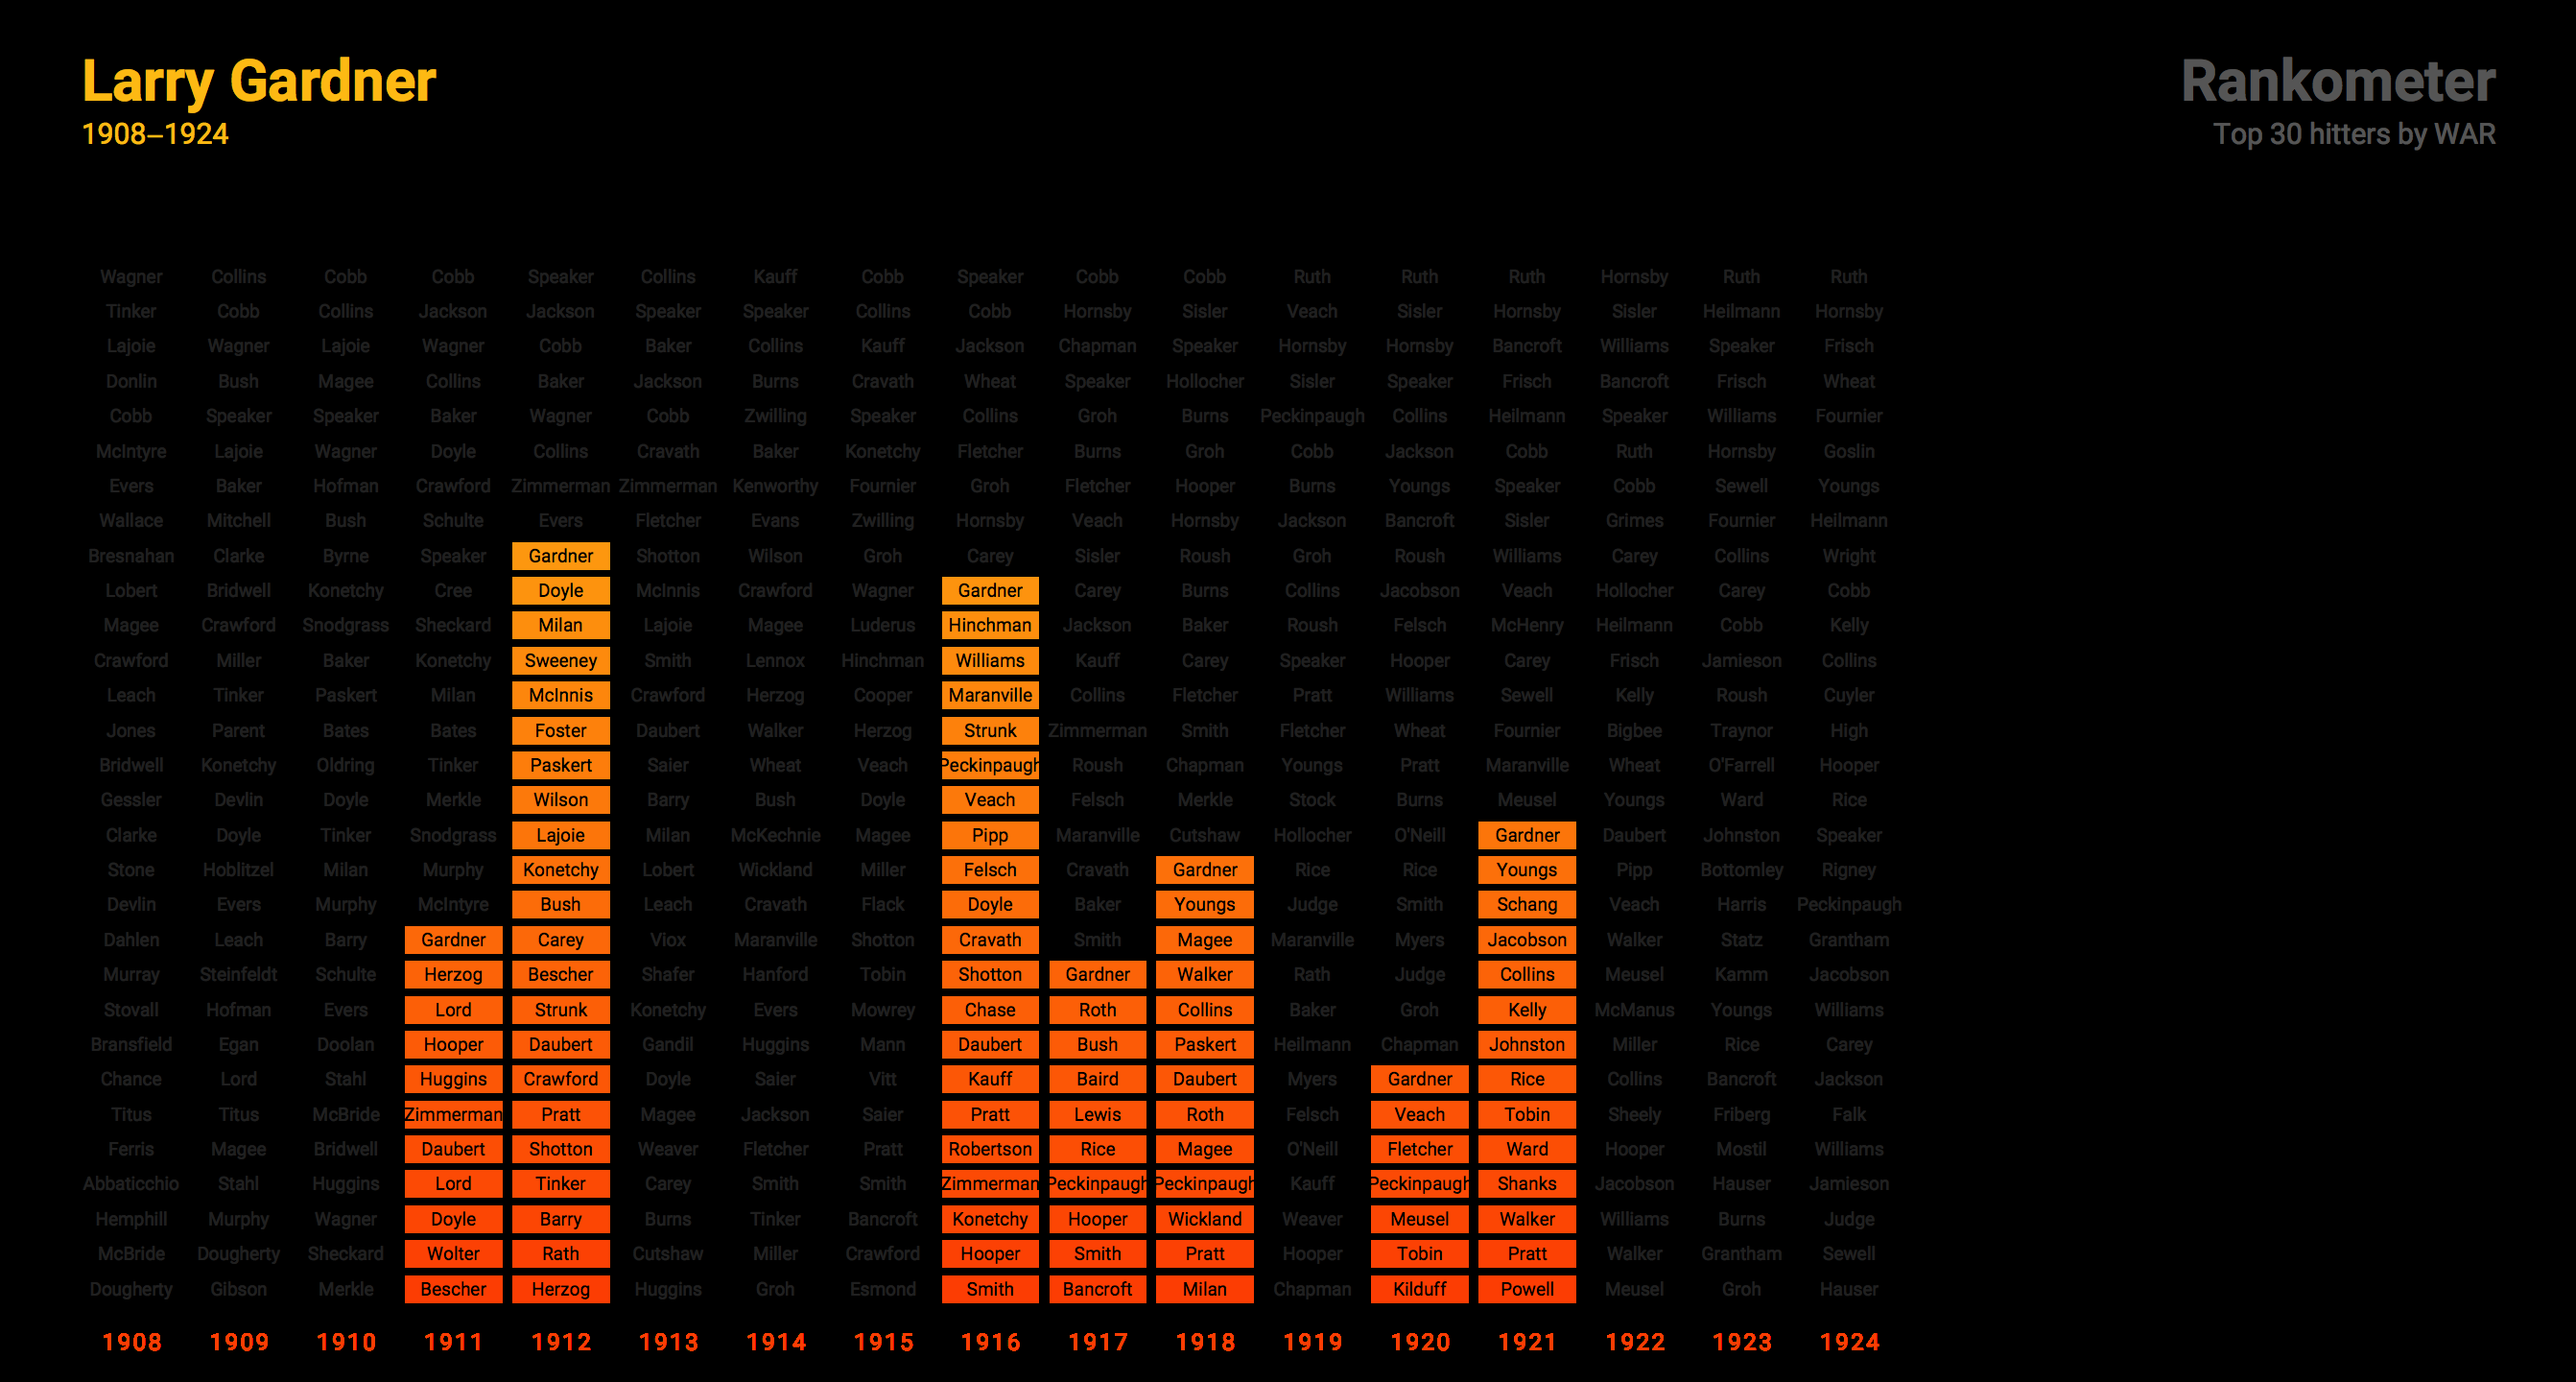 Larry Gardner
1908–1924
Rankometer
Top 30 hitters by WAR
Wagner Collins Cobb Cobb Speaker Collins Kauff Cobb Speaker Cobb Cobb Ruth Ruth Ruth Hornsby Ruth Ruth
Tinker Cobb Collins Jackson Jackson Speaker Speaker Collins Cobb Hornsby Sisler Veach Sisler Hornsby Sisler Heilmann Hornsby
Lajoie Wagner Lajoie Wagner Cobb Baker Collins Kauff Jackson Chapman Speaker Hornsby Hornsby Bancroft Williams Speaker Frisch
Donlin Bush Magee Collins Baker Jackson Burns Cravath Wheat Speaker Hollocher Sisler Speaker Frisch Bancroft Frisch Wheat
Cobb Speaker Speaker Baker Wagner Cobb Zwilling Speaker Collins Groh Burns Peckinpaugh Collins Heilmann Speaker Williams Fournier
McIntyre Lajoie Wagner Doyle Collins Cravath Baker Konetchy Fletcher Burns Groh Cobb Jackson Cobb Ruth Hornsby Goslin
Evers Baker Hofman Crawford Zimmerman Zimmerman Kenworthy Fournier Groh Fletcher Hooper Burns Youngs Speaker Cobb Sewell Youngs
Wallace Mitchell Bush Schulte Evers Fletcher Evans Zwilling Hornsby Veach Hornsby Jackson Bancroft Sisler Grimes Fournier Heilmann
Bresnahan Clarke Byrne Speaker Gardner Shotton Wilson Groh Carey Sisler Roush Groh Roush Williams Carey Collins Wright
Lobert Bridwell Konetchy Cree Doyle McInnis Crawford Wagner Gardner Carey Burns Collins Jacobson Veach Hollocher Carey Cobb
Magee Crawford Snodgrass Sheckard Milan Lajoie Magee Luderus Hinchman Jackson Baker Roush Felsch McHenry Heilmann Cobb Kelly
Crawford Miller Baker Konetchy Sweeney Smith Lennox Hinchman Williams Kauff Carey Speaker Hooper Carey Frisch Jamieson Collins
Leach Tinker Paskert Milan McInnis Crawford Herzog Cooper Maranville Collins Fletcher Pratt Williams Sewell Kelly Roush Cuyler
Jones Parent Bates Bates Foster Daubert Walker Herzog Strunk Zimmerman Smith Fletcher Wheat Fournier Bigbee Traynor High
Bridwell Konetchy Oldring Tinker Paskert Saier Wheat Veach Peckinpaugh Roush Chapman Youngs Pratt Maranville Wheat O'Farrell Hooper
Gessler Devlin Doyle Merkle Wilson Barry Bush Doyle Veach Felsch Merkle Stock Burns Meusel Youngs Ward Rice
Clarke Doyle Tinker Snodgrass Lajoie Milan McKechnie Magee Pipp Maranville Cutshaw Hollocher O'Neill Gardner Daubert Johnston Speaker
Stone Hoblitzel Milan Murphy Konetchy Lobert Wickland Miller Felsch Cravath Gardner Rice Rice Youngs Pipp Bottomley Rigney
Devlin Evers Murphy McIntyre Bush Leach Cravath Flack Doyle Baker Youngs Judge Smith Schang Veach Harris Peckinpaugh
Dahlen Leach Barry Gardner Carey Viox Maranville Shotton Cravath Smith Magee Maranville Myers Jacobson Walker Statz Grantham
Murray Steinfeldt Schulte Herzog Bescher Shafer Hanford Tobin Shotton Gardner Walker Rath Judge Collins Meusel Kamm Jacobson
Stovall Hofman Evers Lord Strunk Konetchy Evers Mowrey Chase Roth Collins Baker Groh Kelly McManus Youngs Williams
Bransfield Egan Doolan Hooper Daubert Gandil Huggins Mann Daubert Bush Paskert Heilmann Chapman Johnston Miller Rice Carey
Chance Lord Stahl Huggins Crawford Doyle Saier Vitt Kauff Baird Daubert Myers Gardner Rice Collins Bancroft Jackson
Titus Titus McBride Zimmerman Pratt Magee Jackson Saier Pratt Lewis Roth Felsch Veach Tobin Sheely Friberg Falk
Ferris Magee Bridwell Daubert Shotton Weaver Fletcher Pratt Robertson Rice Magee O'Neill Fletcher Ward Hooper Mostil Williams
Abbaticchio Stahl Huggins Lord Tinker Carey Smith Smith Zimmerman Peckinpaugh Peckinpaugh Kauff Peckinpaugh Shanks Jacobson Hauser Jamieson
Hemphill Murphy Wagner Doyle Barry Burns Tinker Bancroft Konetchy Hooper Wickland Weaver Meusel Walker Williams Burns Judge
McBride Dougherty Sheckard Wolter Rath Cutshaw Miller Crawford Hooper Smith Pratt Hooper Tobin Pratt Walker Grantham Sewell
Dougherty Gibson Merkle Bescher Herzog Huggins Groh Esmond Smith Bancroft Milan Chapman Kilduff Powell Meusel Groh Hauser
1908 1909 1910 1911 1912 1913 1914 1915 1916 1917 1918 1919 1920 1921 1922 1923 1924